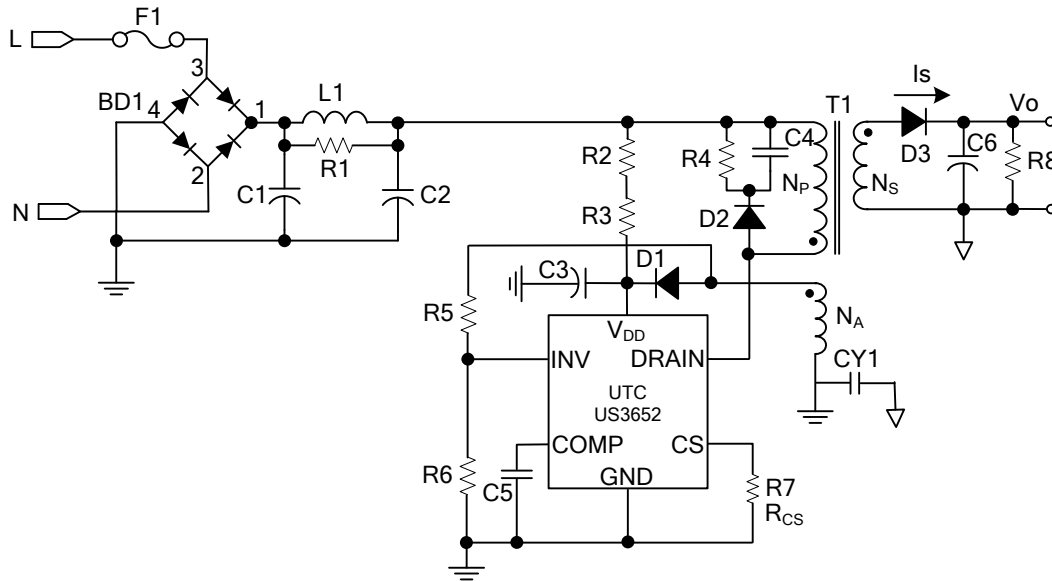 F1
L
3
BD1
4
1
2
L1
R1
C1
C2
N
R2
R3
R4
C4
NP
D2
T1
NS
Is
D3
Vo
C6
R8
C3
D1
NA
CY1
R5
R6
VDD
INV
DRAIN
UTC
US3652
COMP
CS
GND
C5
R7
RCS